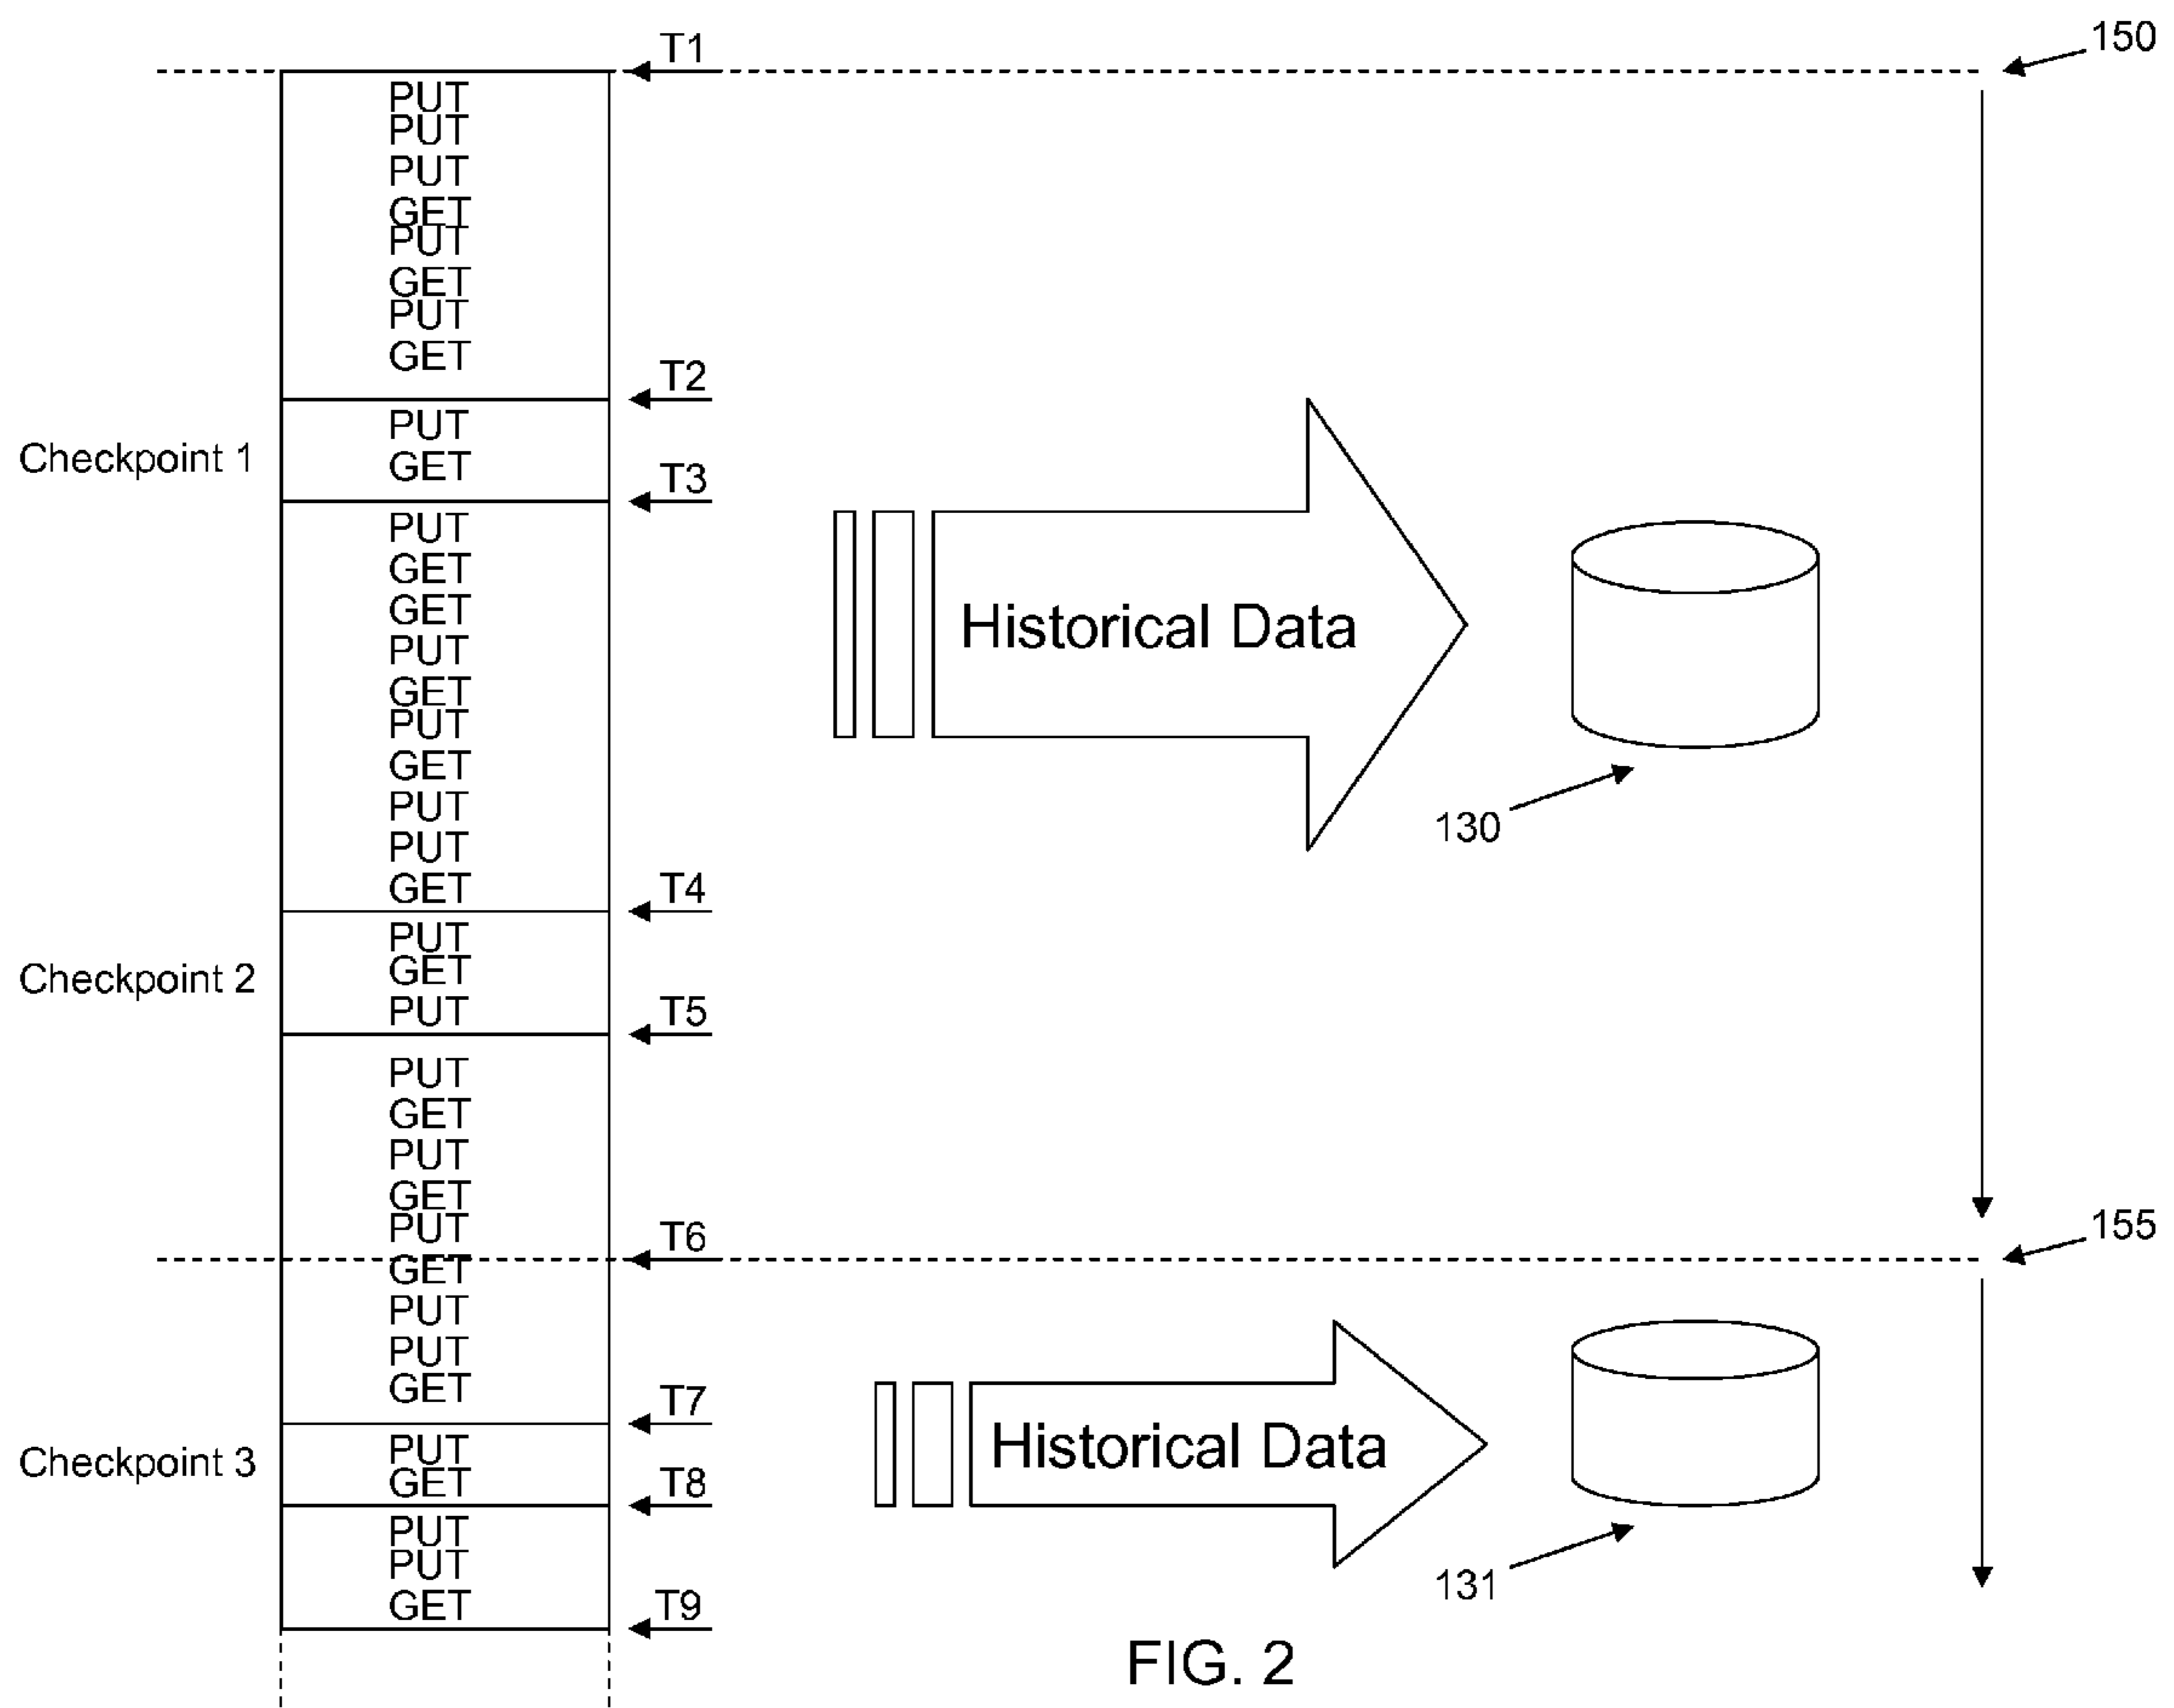 T1
150
PUT
PUT
PUT
GET
PUT
GET
PUT
GET
T2
PUT
Checkpoint 1
GET
T3
PUT
GET
GET
PUT
GET
PUT
GET
PUT
PUT
GET
Historical Data
130
T4
PUT
GET
Checkpoint 2
PUT
T5
PUT
GET
PUT
GET
PUT
T6
155
GET
PUT
PUT
GET
T7
PUT
Checkpoint 3
GET
T8
Historical Data
131
PUT
PUT
GET
T9
FIG. 2